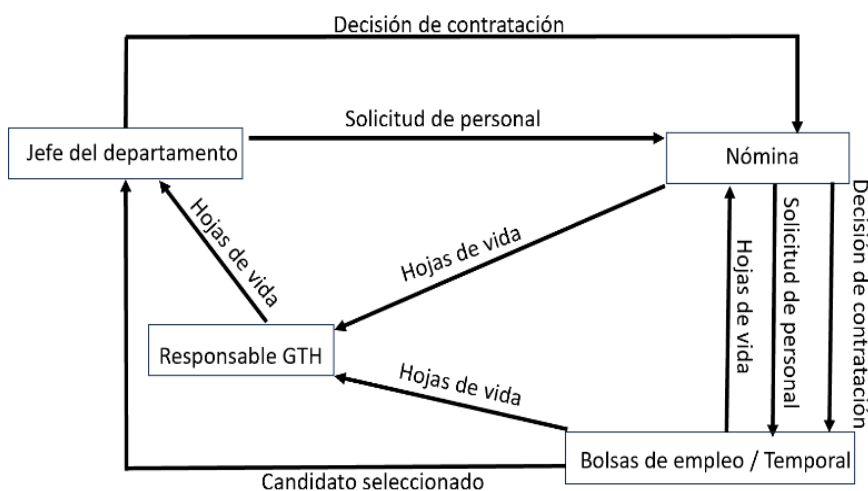 Decisión de contratación
Solicitud de personal
Jefe del departamento
Nómina
Hojas de vida
Hojas de vida
Hojas de vida
Solicitud de personal
Decisión de contratación
Responsable GTH
Hojas de vida
Bolsas de empleo / Temporal
Candidato seleccionado